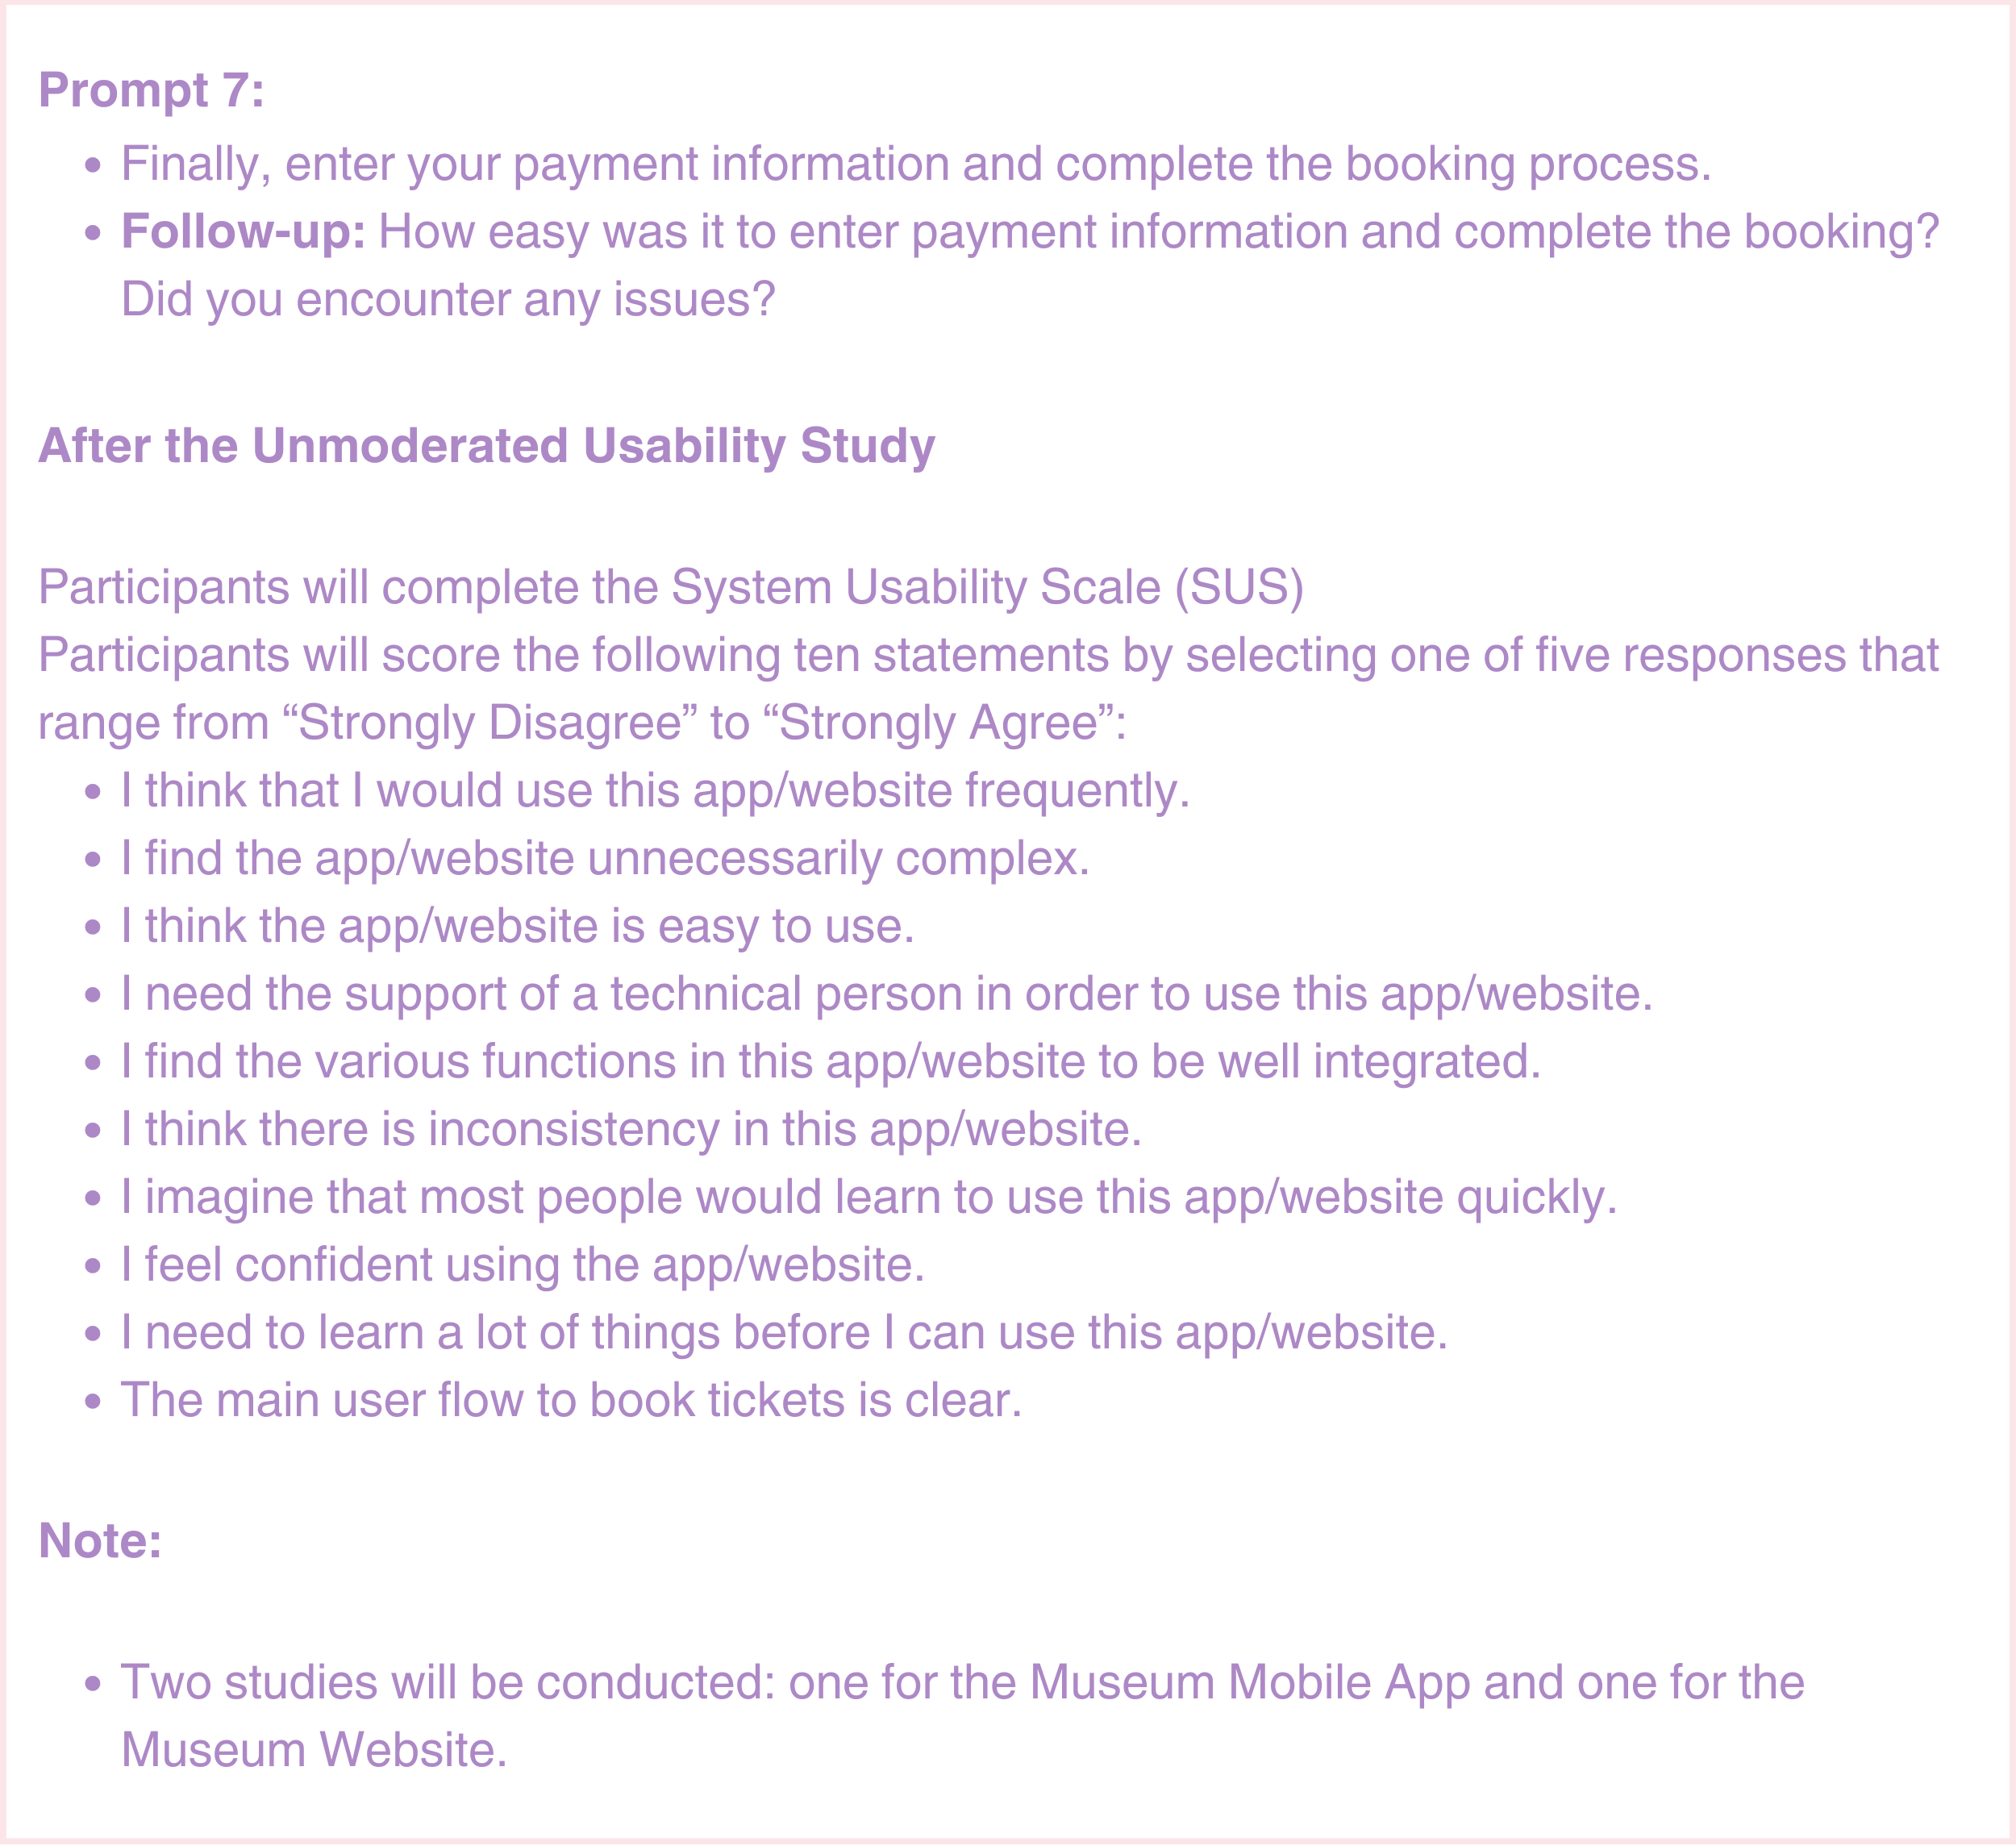 Prompt 7:
• Finally, enter your payment information and complete the booking process.
• Follow-up: How easy was it to enter payment information and complete the booking?
Did you encounter any issues?
After the Unmoderated Usability Study
Participants will complete the System Usability Scale (SUS)
Participants will score the following ten statements by selecting one of five responses that
range from “Strongly Disagree” to “Strongly Agree”:
• I think that I would use this app/website frequently.
• I find the app/website unnecessarily complex.
• I think the app/website is easy to use.
• I need the support of a technical person in order to use this app/website.
• I find the various functions in this app/website to be well integrated.
• I think there is inconsistency in this app/website.
• I imagine that most people would learn to use this app/website quickly.
• I feel confident using the app/website.
• I need to learn a lot of things before I can use this app/website.
• The main user flow to book tickets is clear.
Note:
• Two studies will be conducted: one for the Museum Mobile App and one for the
Museum Website.